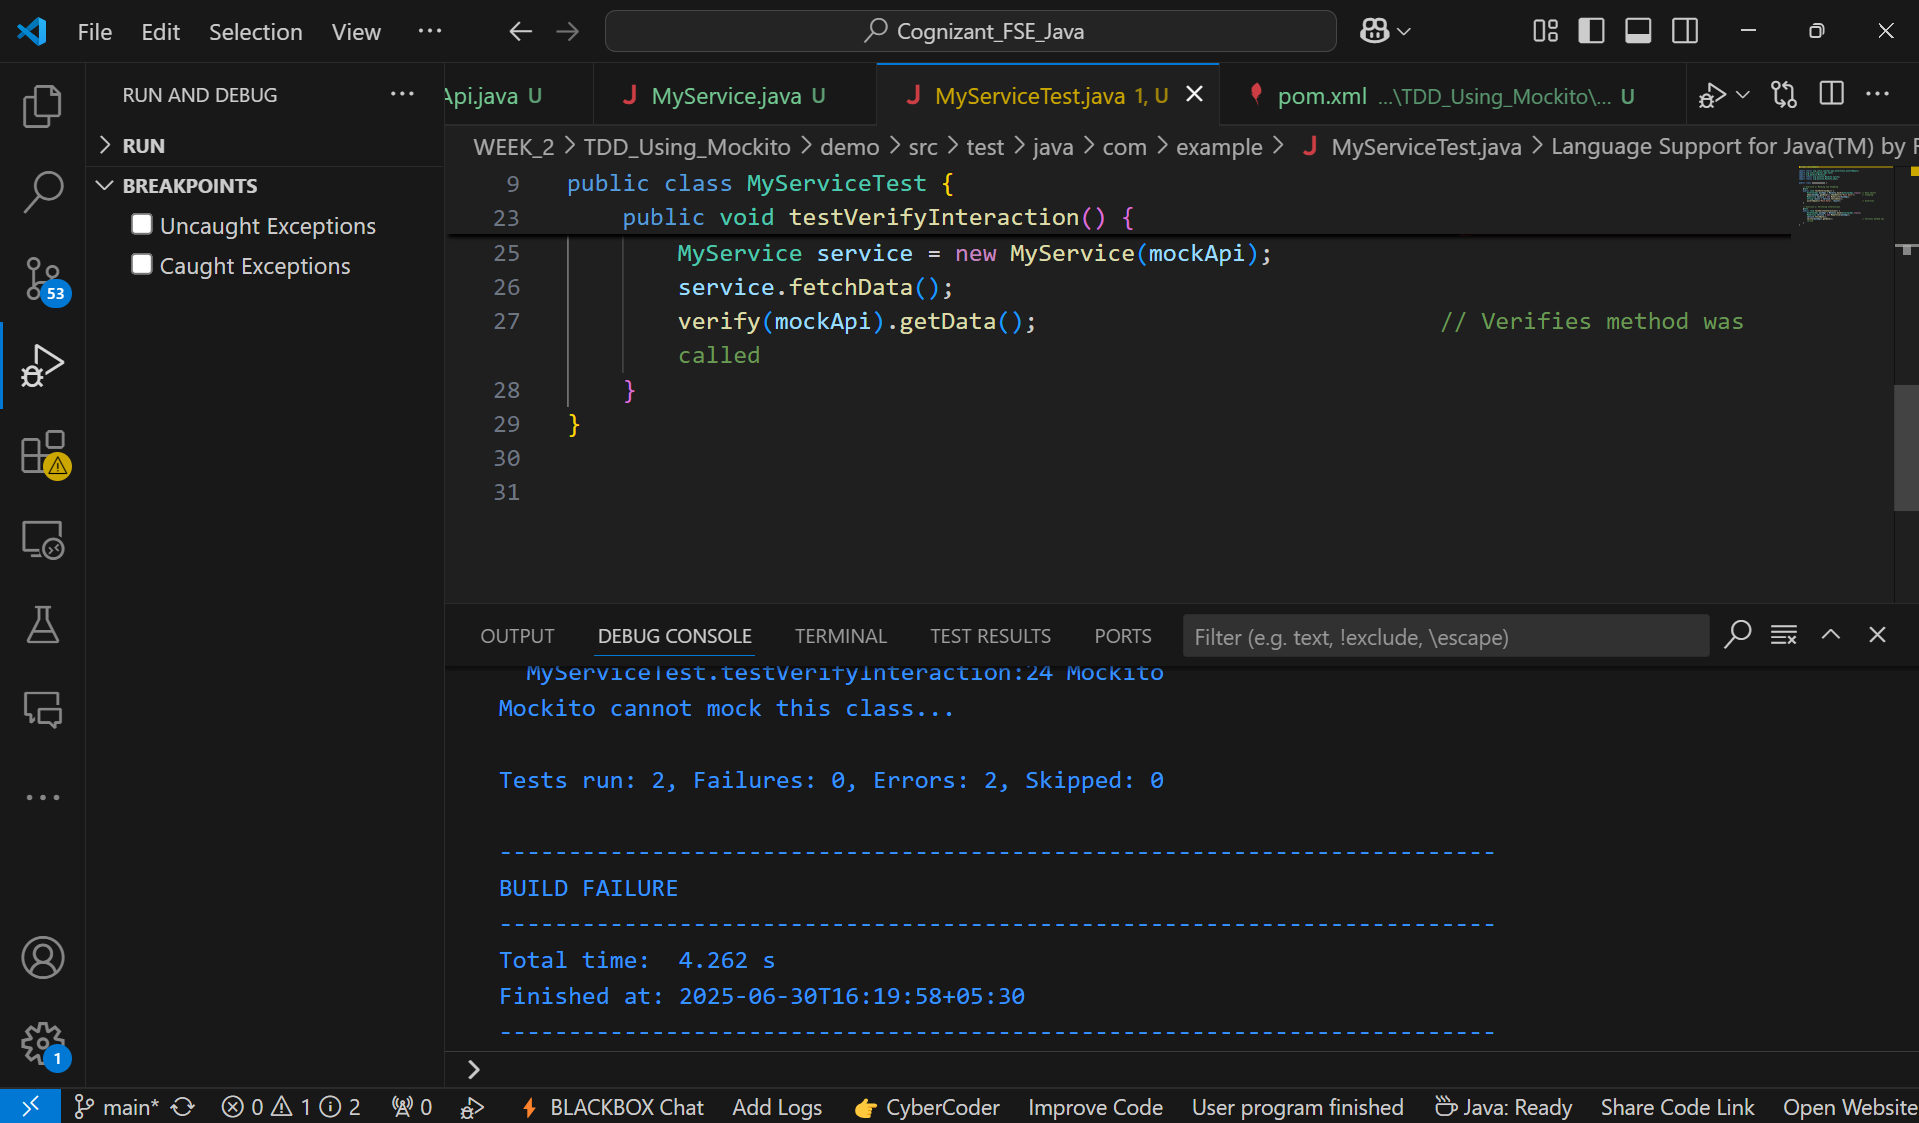 File Edit Selection View ··· Cognizant_FSE_Java
RUN AND DEBUG ···
RUN
BREAKPOINTS
Uncaught Exceptions
Caught Exceptions
53
1
Api.java U MyService.java U MyServiceTest.java 1, U pom.xml ...\TDD_Using_Mockito\... U
WEEK_2 > TDD_Using_Mockito > demo > src > test > java > com > example > MyServiceTest.java > Language Support for Java(TM) by R
9 public class MyServiceTest {
23 public void testVerifyInteraction() {
25 MyService service = new MyService(mockApi);
26 service.fetchData();
27 verify(mockApi).getData(); // Verifies method was
called
28 }
29 }
30
31
OUTPUT DEBUG CONSOLE TERMINAL TEST RESULTS PORTS Filter (e.g. text, !exclude, \escape)
MyServiceTest.testVerifyInteraction:24 Mockito
Mockito cannot mock this class...
Tests run: 2, Failures: 0, Errors: 2, Skipped: 0
------------------------------------------------------------------------
BUILD FAILURE
------------------------------------------------------------------------
Total time:  4.262 s
Finished at: 2025-06-30T16:19:58+05:30
------------------------------------------------------------------------
>
main* 0 1 2 0 BLACKBOX Chat Add Logs CyberCoder Improve Code User program finished Java: Ready Share Code Link Open Website